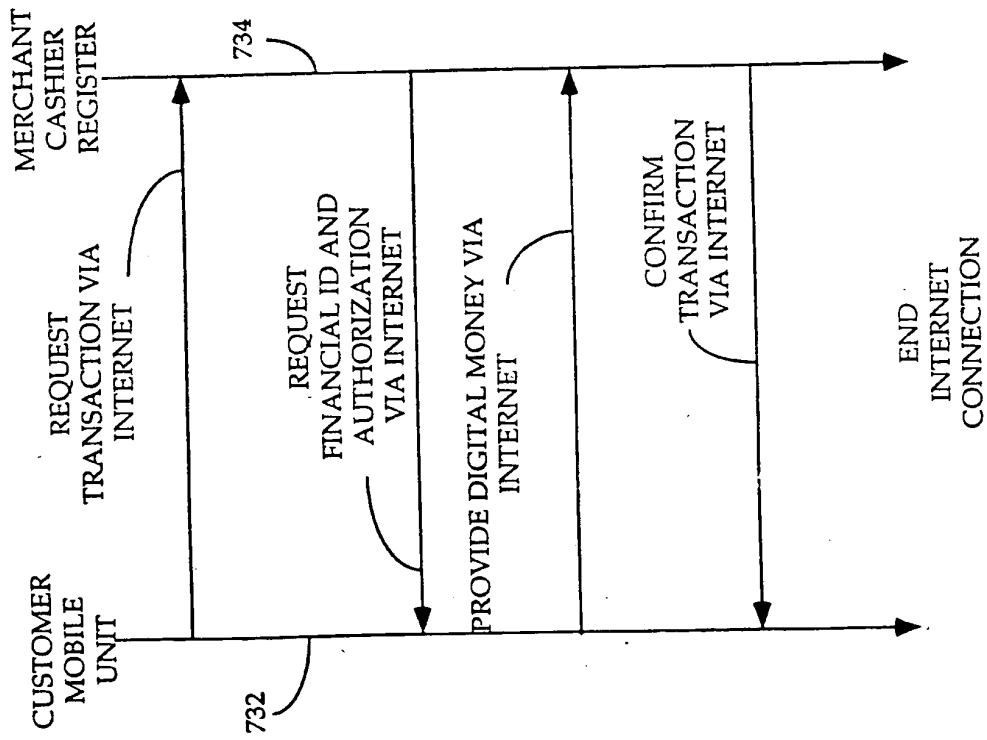 CUSTOMER
MOBILE
UNIT
MERCHANT
CASHIER
REGISTER
732
734
REQUEST
TRANSACTION VIA
INTERNET
REQUEST
FINANCIAL ID AND
AUTHORIZATION
VIA INTERNET
PROVIDE DIGITAL MONEY VIA
INTERNET
CONFIRM
TRANSACTION
VIA INTERNET
END
INTERNET
CONNECTION